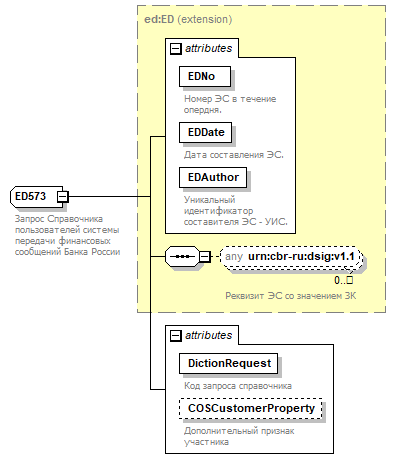 ed:ED (extension)
attributes
EDNo
Номер ЭС в течение
опердня.
EDDate
Дата составления ЭС.
EDAuthor
Уникальный
идентификатор
составителя ЭС - УИС.
ED573
Запрос Справочника
пользователей системы
передачи финансовых
сообщений Банка России
any urn:cbr-ru:dsig:v1.1
0..□
Реквизит ЭС со значением ЗК
attributes
DictionRequest
Код запроса справочника
COSCustomerProperty
Дополнительный признак
участника